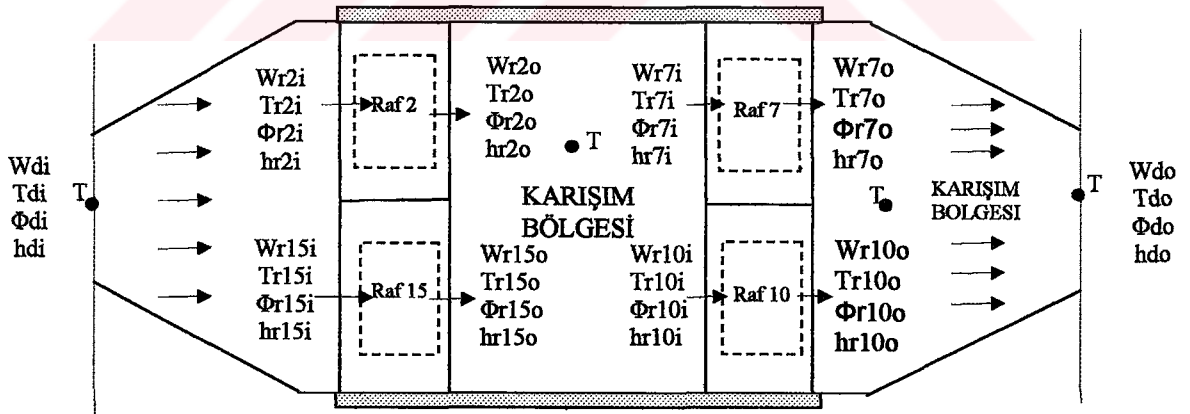 Wdi
Tdi
Φdi
hdi
T
Wr2i
Tr2i
Φr2i
hr2i
Raf 2
Wr2o
Tr2o
Φr2o
hr2o
T
Wr7i
Tr7i
Φr7i
hr7i
Raf 7
Wr7o
Tr7o
Φr7o
hr7o
KARIŞIM
BÖLGESİ
T
KARIŞIM
BOLGESI
T
Wdo
Tdo
Φdo
hdo
Wr15i
Tr15i
Φr15i
hr15i
Raf 15
Wr15o
Tr15o
Φr15o
hr15o
Wr10i
Tr10i
Φr10i
hr10i
Raf 10
Wr10o
Tr10o
Φr10o
hr10o